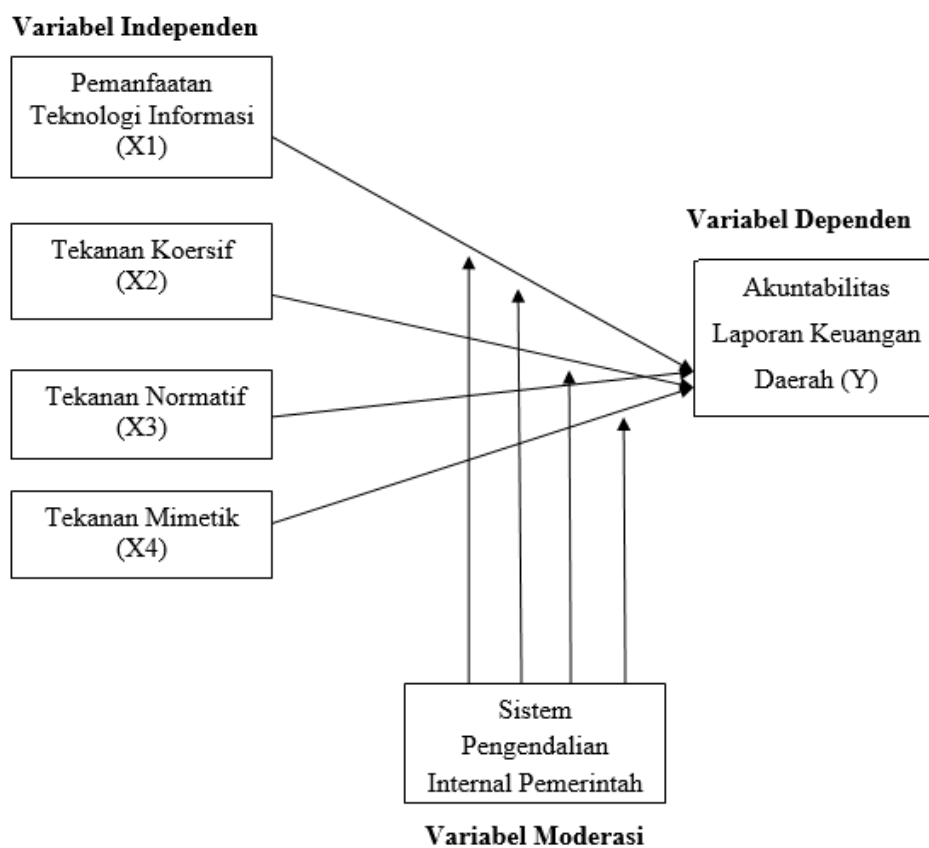 Variabel Independen
Pemanfaatan
Teknologi Informasi
(X1)
Tekanan Koersif
(X2)
Tekanan Normatif
(X3)
Tekanan Mimetik
(X4)
Variabel Dependen
Akuntabilitas
Laporan Keuangan
Daerah (Y)
Sistem
Pengendalian
Internal Pemerintah
Variabel Moderasi